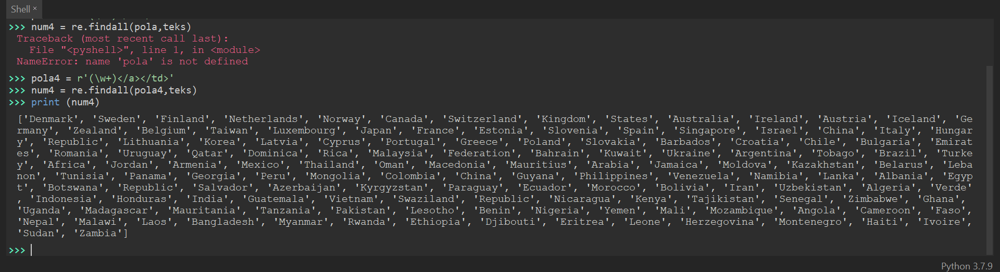 Shell ×
>>> num4 = re.findall(pola,teks)
Traceback (most recent call last):
File "<pyshell>", line 1, in <module>
NameError: name 'pola' is not defined
>>> pola4 = r'(\w+)</a></td>'
>>> num4 = re.findall(pola4,teks)
>>> print (num4)
['Denmark', 'Sweden', 'Finland', 'Netherlands', 'Norway', 'Canada', 'Switzerland', 'Kingdom', 'States', 'Australia', 'Ireland', 'Austria', 'Iceland', 'Ge
rmany', 'Zealand', 'Belgium', 'Taiwan', 'Luxembourg', 'Japan', 'France', 'Estonia', 'Slovenia', 'Spain', 'Singapore', 'Israel', 'China', 'Italy', 'Hungar
y', 'Republic', 'Lithuania', 'Korea', 'Latvia', 'Cyprus', 'Portugal', 'Greece', 'Poland', 'Slovakia', 'Barbados', 'Croatia', 'Chile', 'Bulgaria', 'Emirat
es', 'Romania', 'Uruguay', 'Qatar', 'Dominica', 'Rica', 'Malaysia', 'Federation', 'Bahrain', 'Kuwait', 'Ukraine', 'Argentina', 'Tobago', 'Brazil', 'Turke
y', 'Africa', 'Jordan', 'Armenia', 'Mexico', 'Thailand', 'Oman', 'Macedonia', 'Mauritius', 'Arabia', 'Jamaica', 'Moldova', 'Kazakhstan', 'Belarus', 'Leba
non', 'Tunisia', 'Panama', 'Georgia', 'Peru', 'Mongolia', 'Colombia', 'China', 'Guyana', 'Philippines', 'Venezuela', 'Namibia', 'Lanka', 'Albania', 'Egyp
t', 'Botswana', 'Republic', 'Salvador', 'Azerbaijan', 'Kyrgyzstan', 'Paraguay', 'Ecuador', 'Morocco', 'Bolivia', 'Iran', 'Uzbekistan', 'Algeria', 'Verde'
, 'Indonesia', 'Honduras', 'India', 'Guatemala', 'Vietnam', 'Swaziland', 'Republic', 'Nicaragua', 'Kenya', 'Tajikistan', 'Senegal', 'Zimbabwe', 'Ghana',
'Uganda', 'Madagascar', 'Mauritania', 'Tanzania', 'Pakistan', 'Lesotho', 'Benin', 'Nigeria', 'Yemen', 'Mali', 'Mozambique', 'Angola', 'Cameroon', 'Faso',
'Nepal', 'Malawi', 'Laos', 'Bangladesh', 'Myanmar', 'Rwanda', 'Ethiopia', 'Djibouti', 'Eritrea', 'Leone', 'Herzegovina', 'Montenegro', 'Haiti', 'Ivoire',
'Sudan', 'Zambia']
>>>
Python 3.7.9